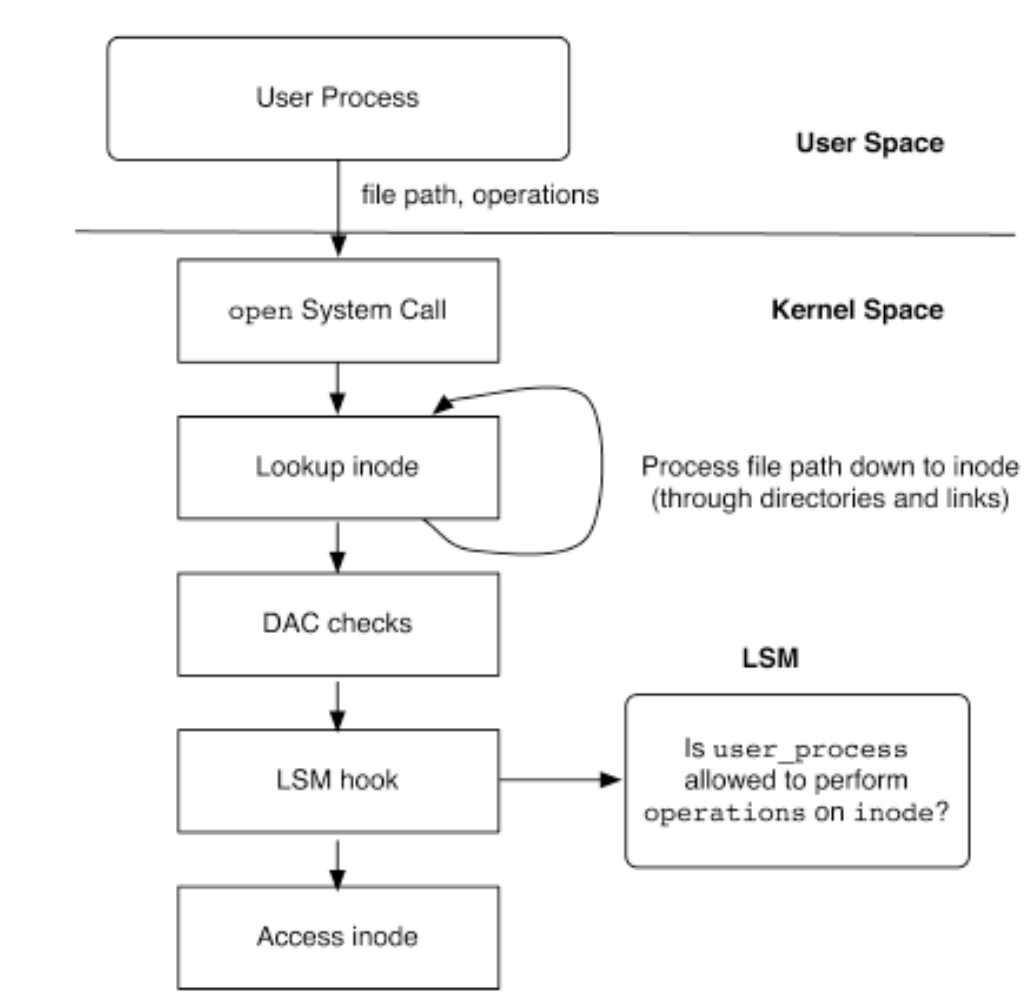 User Process
User Space
file path, operations
open System Call
Kernel Space
Lookup inode
Process file path down to inode
(through directories and links)
DAC checks
LSM
LSM hook
Is user_process
allowed to perform
operations on inode?
Access inode